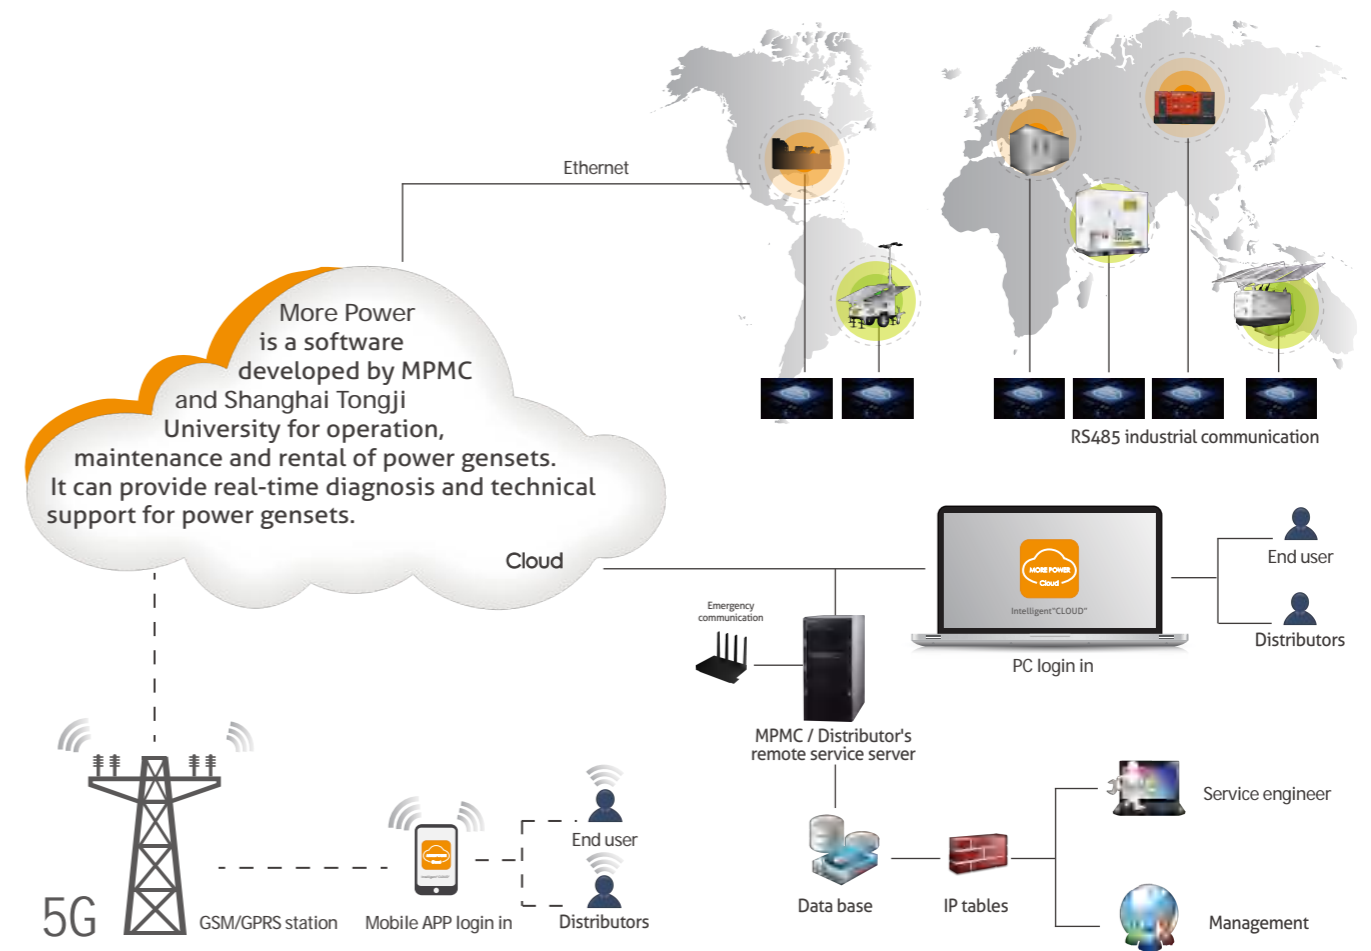 Ethernet
More Power
is a software
developed by MPMC
and Shanghai Tongji
University for operation,
maintenance and rental of power gensets.
It can provide real-time diagnosis and technical
support for power gensets.
Cloud
RS485 industrial communication
MORE POWER
Cloud
Intelligent"CLOUD"
PC login in
End user
Distributors
Emergency
communication
MPMC / Distributor's
remote service server
Service engineer
Data base
IP tables
Management
5G
GSM/GPRS station
Mobile APP login in
End user
Distributors